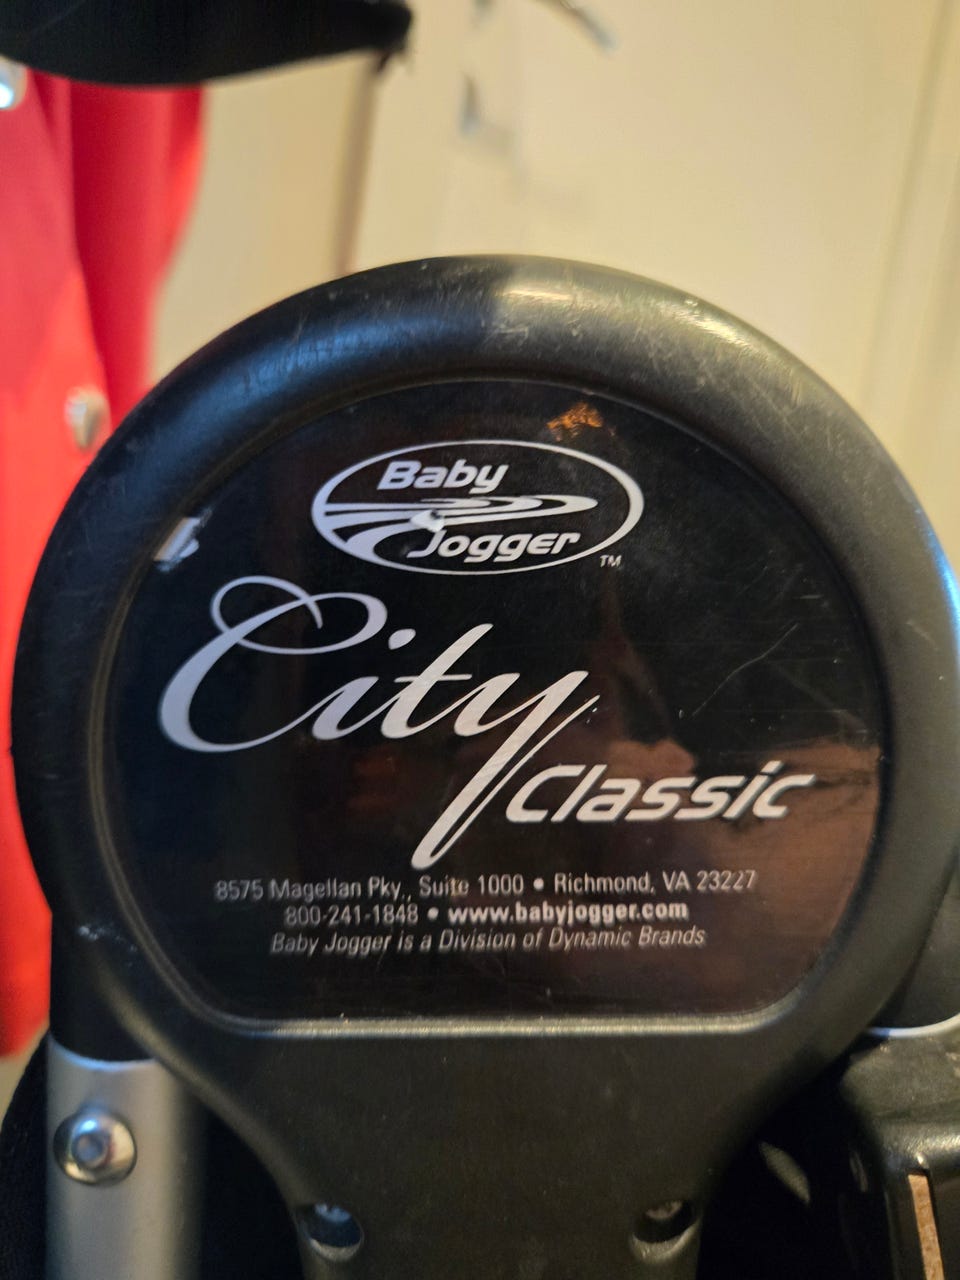 Baby
Jogger
TM
City
Classic
8575 Magellan Pky., Suite 1000 • Richmond, VA 23227
800-241-1848 • www.babyjogger.com
Baby Jogger is a Division of Dynamic Brands